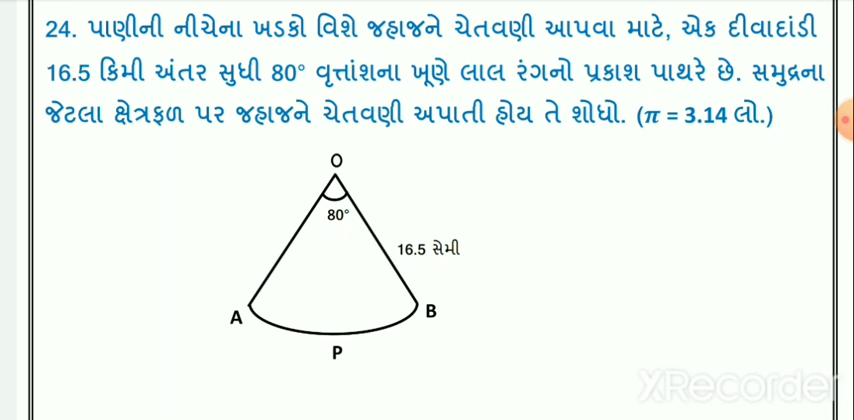 24. પાણીની નીચેના ખડકો વિશે જહાજને ચેતવણી આપવા માટે, એક દીવાદાંડી
16.5 કિમી અંતર સુધી 80° વૃત્તાંશના ખૂણે લાલ રંગનો પ્રકાશ પાથરે છે. સમુદ્રના
જેટલા ક્ષેત્રફળ પર જહાજને ચેતવણી અપાતી હોય તે શોધો. (π = 3.14 લો.)
O
80°
16.5 સેમી
A
B
P
XRecorder